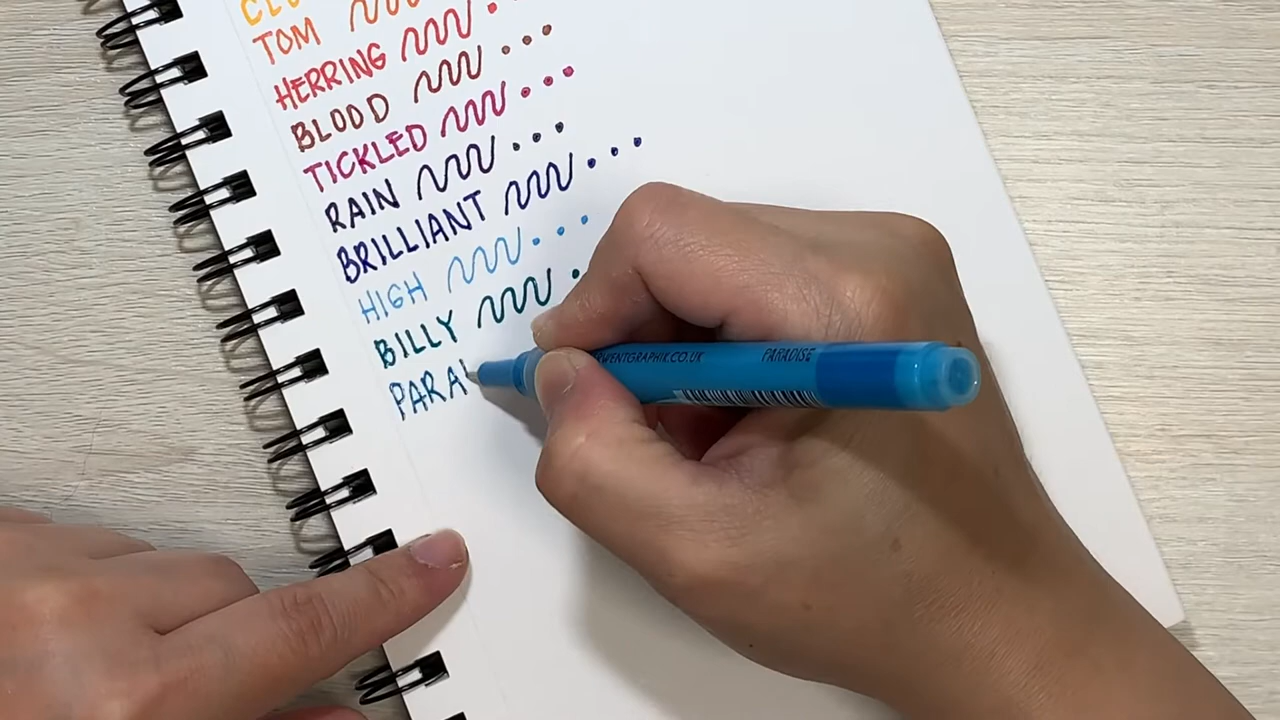 TOM
HERRING
BLOOD
TICKLED
RAIN
BRILLIANT
HIGH
BILLY
PARA
DERWENTGRAPHIK.CO.UK PARADISE